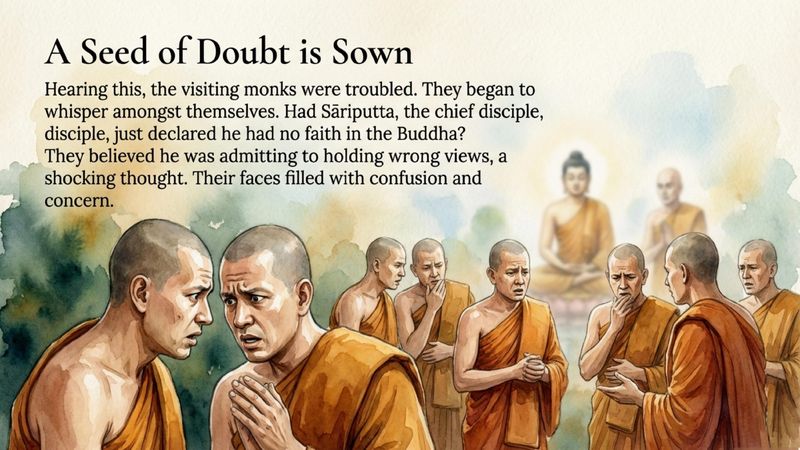 A Seed of Doubt is Sown
Hearing this, the visiting monks were troubled. They began to
whisper amongst themselves. Had Sāriputta, the chief disciple,
disciple, just declared he had no faith in the Buddha?
They believed he was admitting to holding wrong views, a
shocking thought. Their faces filled with confusion and
concern.